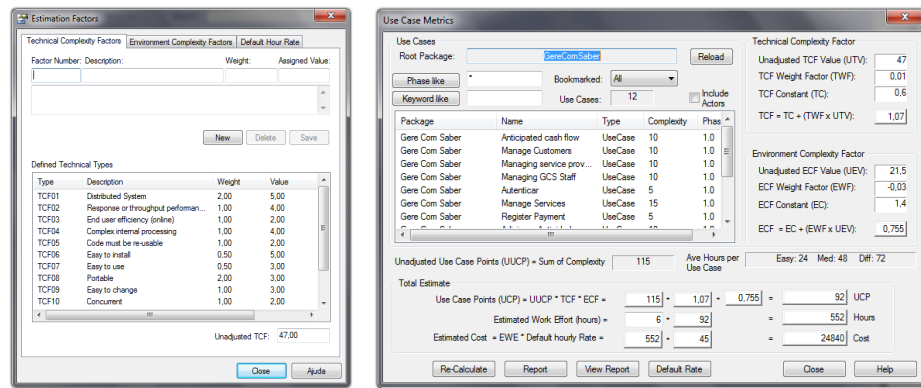 Estimation Factors
Technical Complexity Factors Environment Complexity Factors Default Hour Rate
Factor Number: Description: Weight: Assigned Value:
New Delete Save
Defined Technical Types
Type Description Weight Value
TCF01 Distributed System 2,00 5,00
TCF02 Response or throughput performan... 1,00 4,00
TCF03 End user efficiency (online) 1,00 2,00
TCF04 Complex internal processing 1,00 4,00
TCF05 Code must be re-usable 1,00 2,00
TCF06 Easy to install 0,50 5,00
TCF07 Easy to use 0,50 3,00
TCF08 Portable 2,00 3,00
TCF09 Easy to change 1,00 3,00
TCF10 Concurrent 1,00 2,00
Unadjusted TCF: 47,00
Close Ajuda
Use Case Metrics
Use Cases
Root Package: GereComSaber Reload
Phase like * Bookmarked: All
Keyword like Use Cases: 12 Include Actors
Package Name Type Complexity Phas
Gere Com Saber Anticipated cash flow UseCase 10 1.0
Gere Com Saber Manage Customers UseCase 10 1.0
Gere Com Saber Managing service prov... UseCase 10 1.0
Gere Com Saber Managing GCS Staff UseCase 10 1.0
Gere Com Saber Autenticar UseCase 5 1.0
Gere Com Saber Manage Services UseCase 15 1.0
Gere Com Saber Register Payment UseCase 5 1.0
Technical Complexity Factor
Unadjusted TCF Value (UTV): 47
TCF Weight Factor (TWF): 0,01
TCF Constant (TC): 0,6
TCF = TC + (TWF x UTV): 1,07
Environment Complexity Factor
Unadjusted ECF Value (UEV): 21,5
ECF Weight Factor (EWF): -0,03
ECF Constant (EC): 1,4
ECF = EC + (EWF x UEV): 0,755
Unadjusted Use Case Points (UUCP) = Sum of Complexity 115 Ave Hours per Use Case Easy: 24 Med: 48 Diff: 72
Total Estimate
Use Case Points (UCP) = UUCP * TCF * ECF = 115 * 1,07 * 0,755 = 92 UCP
Estimated Work Effort (hours) = 6 * 92 = 552 Hours
Estimated Cost = EWE * Default hourly Rate = 552 * 45 = 24840 Cost
Re-Calculate Report View Report Default Rate Close Help